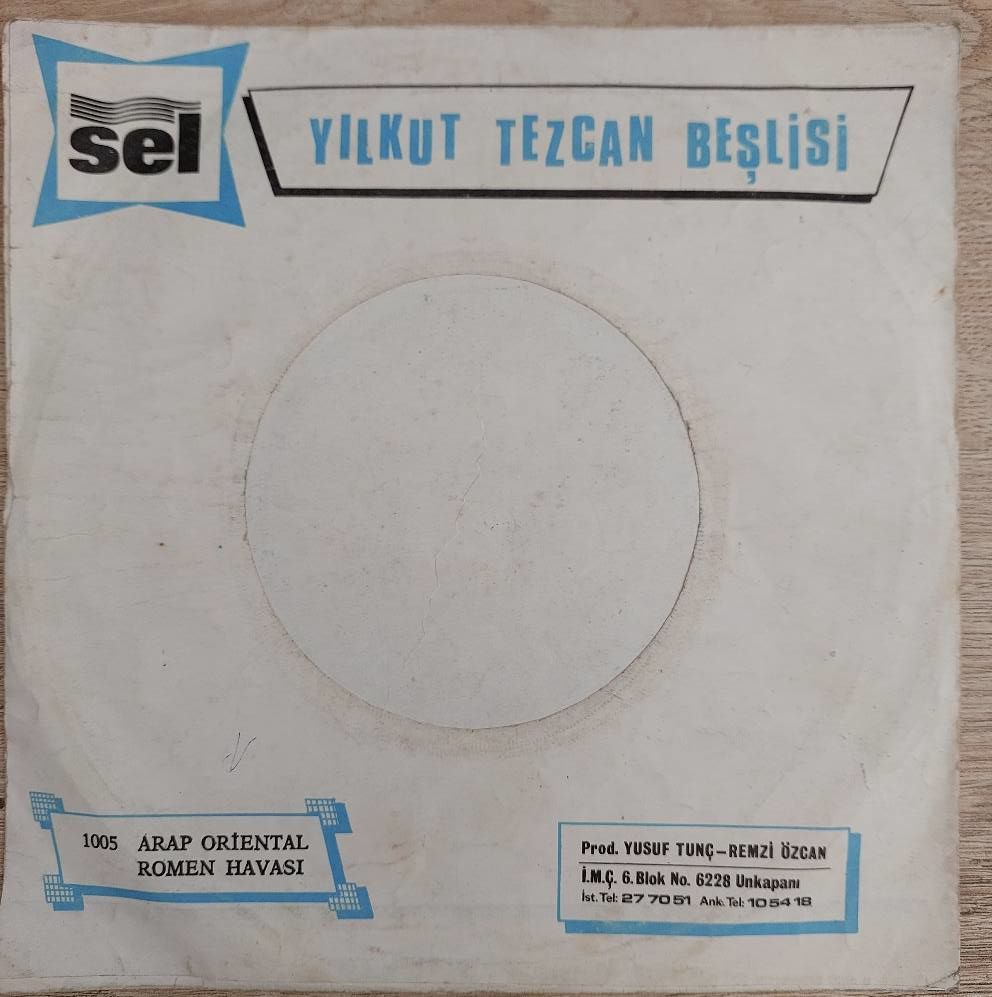 sel
YILKUT TEZCAN BEŞLİSİ
1005 ARAP ORİENTAL
ROMEN HAVASI
Prod. YUSUF TUNÇ-REMZİ ÖZCAN
İ.M.Ç. 6.Blok No. 6228 Unkapanı
İst. Tel: 27 70 51 Ank. Tel: 10 54 18